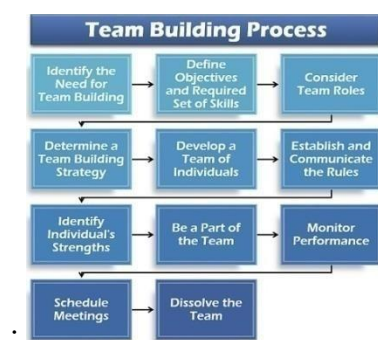 Team Building Process
Identify the
Need for
Team Building
Define
Objectives
and Required
Set of Skills
Consider
Team Roles
Determine a
Team Building
Strategy
Develop a
Team of
Individuals
Establish and
Communicate
the Rules
Identify
Individual's
Strengths
Be a Part of
the Team
Monitor
Performance
Schedule
Meetings
Dissolve the
Team
.